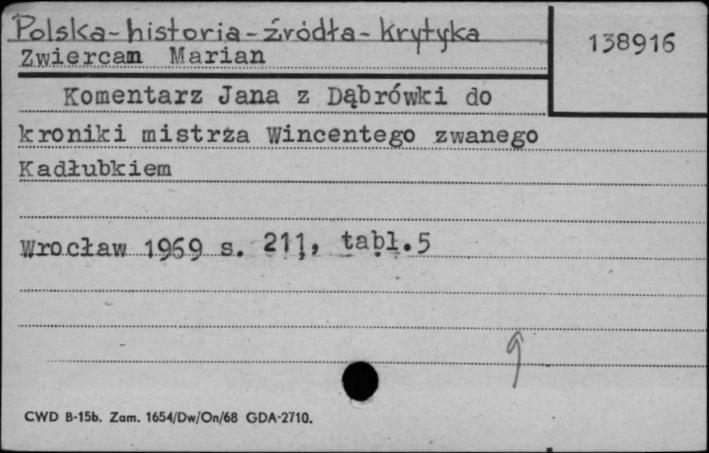 Polska-historia-źródła-krytyka
138916
Zwiercam Marian
Komentarz Jana z Dąbrówki do
kroniki mistrza Wincentego zwanego
Kadłubkiem
Wrocław 1969 s. 211, tabl.5
CWD B-15b. Zam. 1654/Dw/On/68 GDA-2710.